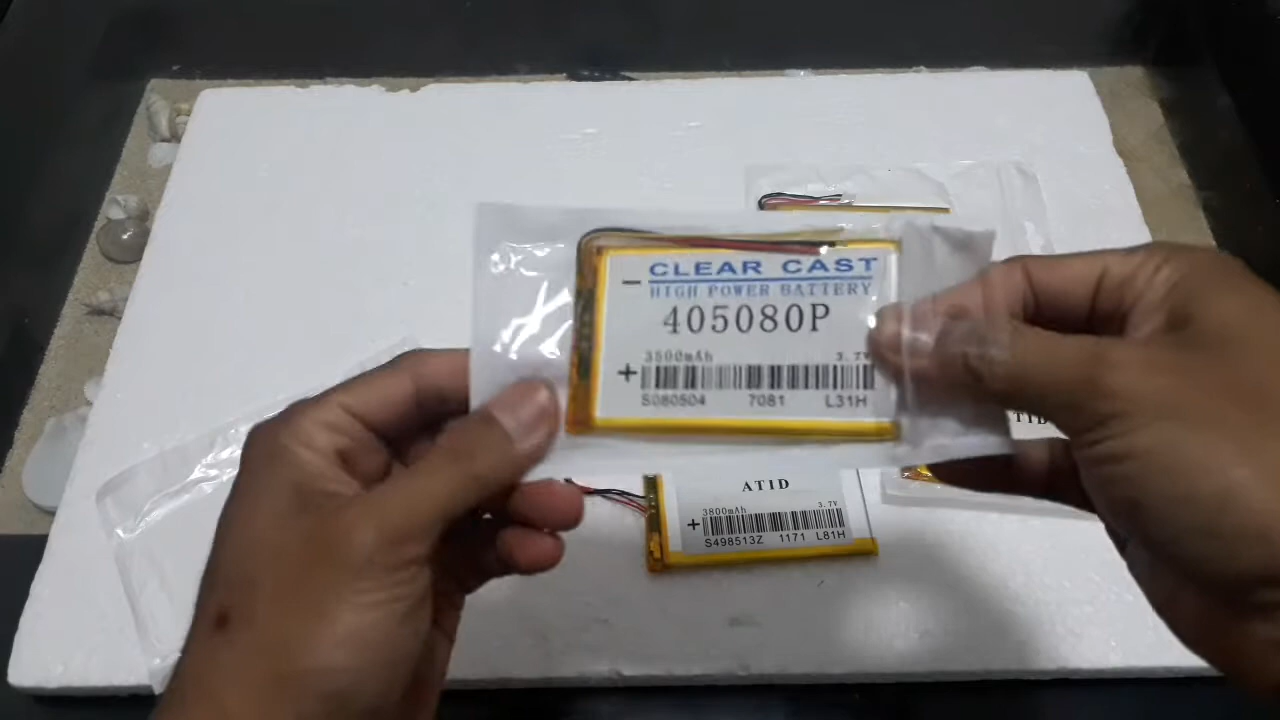 CLEAR CAST
HIGH POWER BATTERY
405080P
3500mAh 3.7V
S080504 7081 L31H
ATID
3800mAh 3.7V
S498513Z 1171 L81H
TID